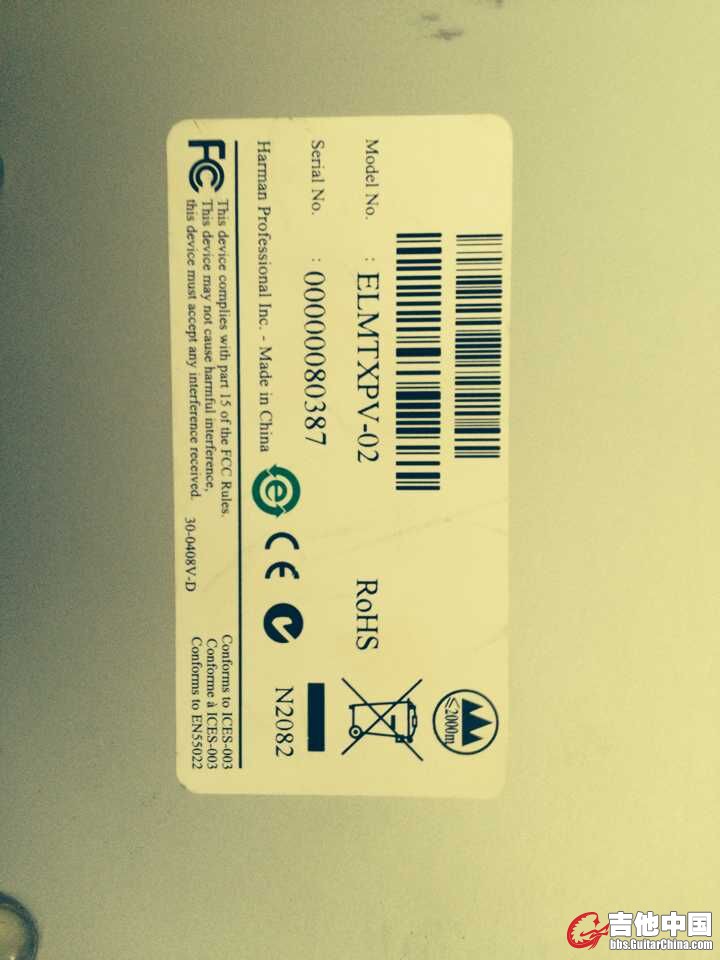 ≤2000m
Model No. : ELMTXPV-02 RoHS
Serial No. : 00000080387
N2082
Harman Professional Inc. - Made in China
FC This device complies with part 15 of the FCC Rules.
This device may not cause harmful interference,
this device must accept any interference received. 30-0408V-D
Conforms to ICES-003
Conforme à ICES-003
Conforms to EN55022
吉他中国
bbs.GuitarChina.com